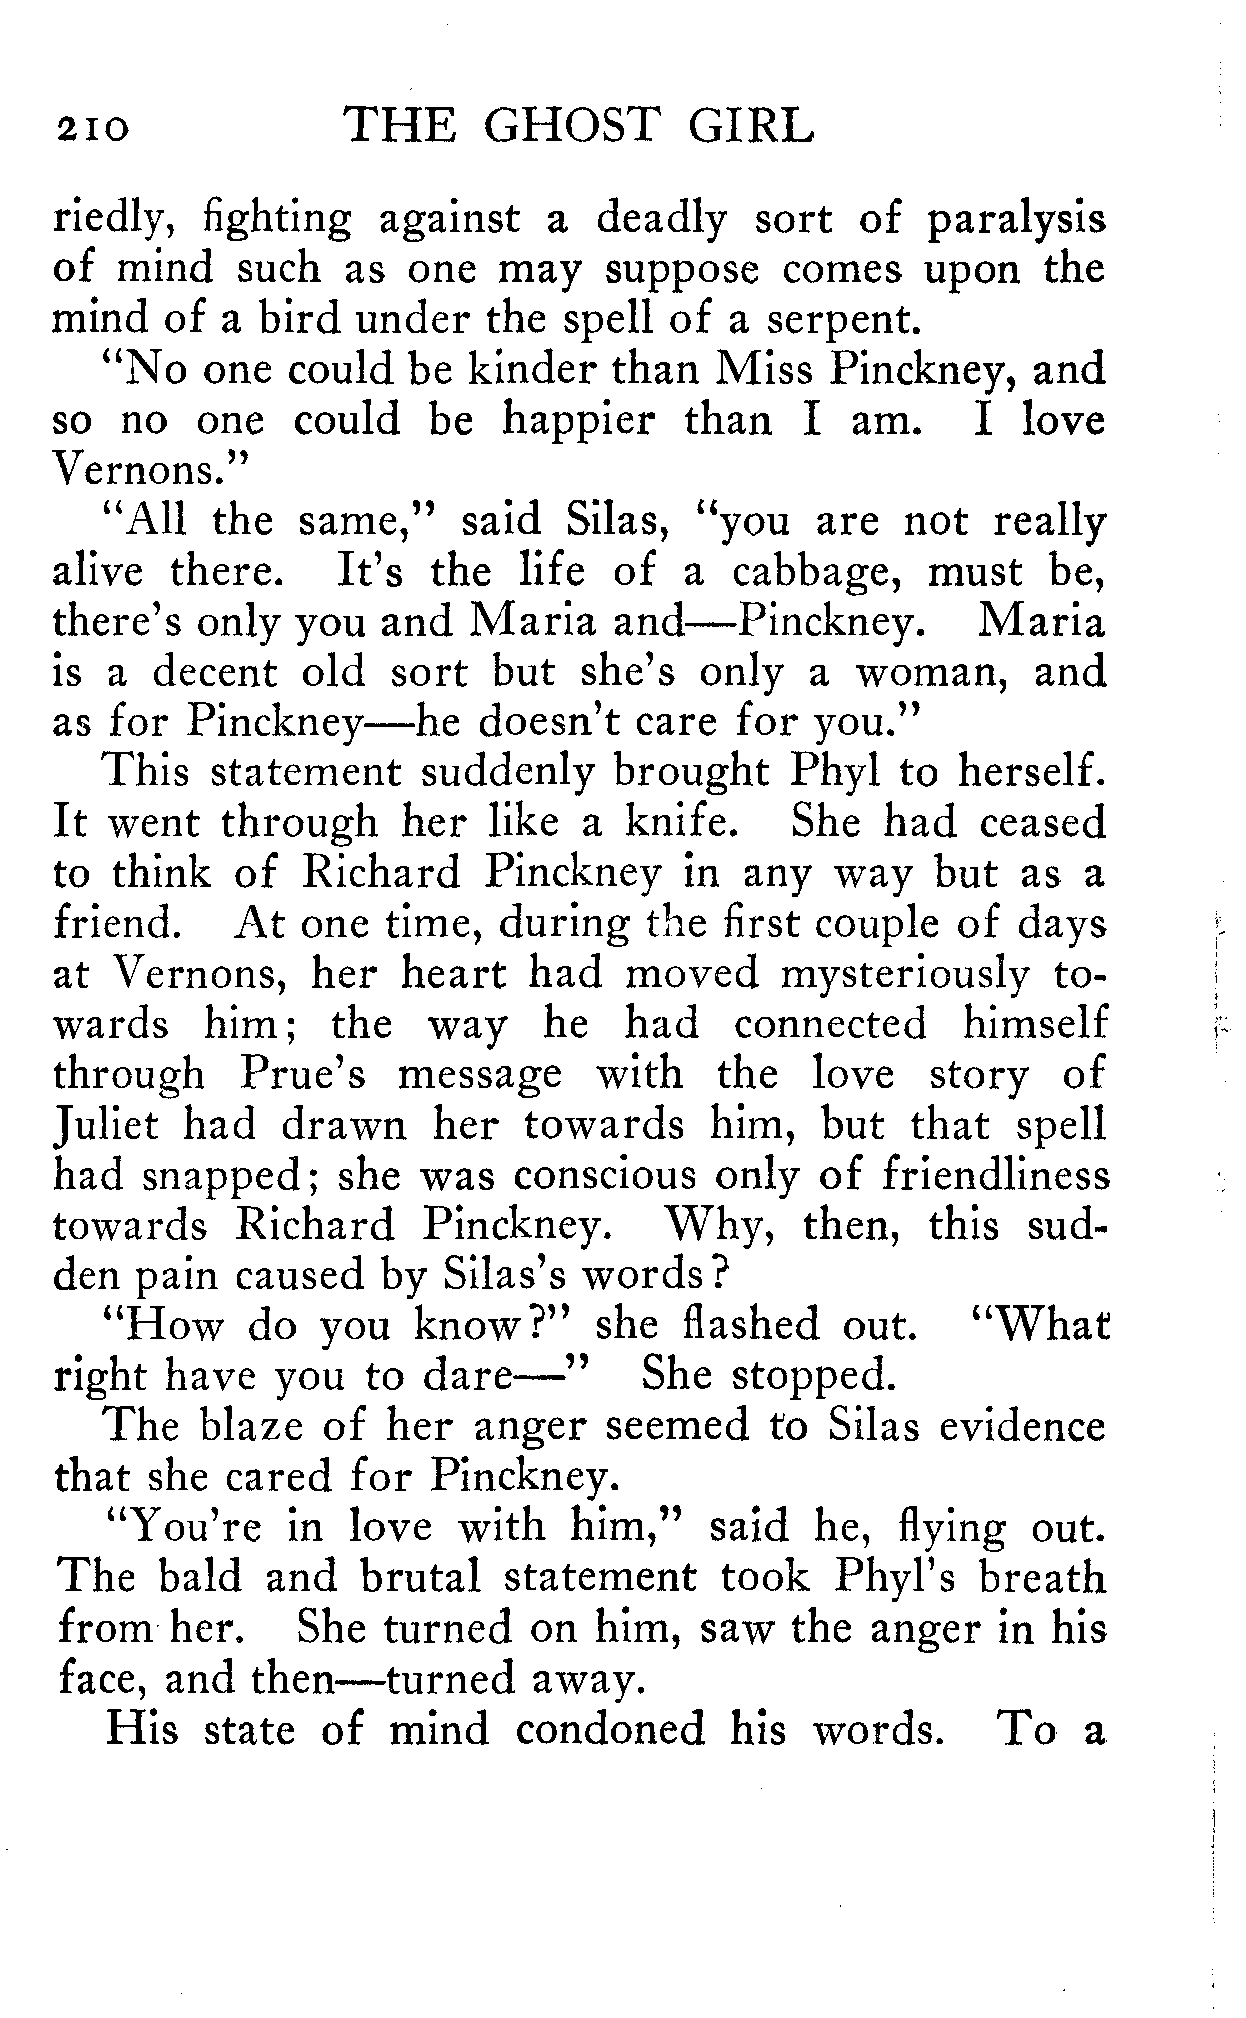 210 THE GHOST GIRL
riedly, fighting against a deadly sort of paralysis
of mind such as one may suppose comes upon the
mind of a bird under the spell of a serpent.
"No one could be kinder than Miss Pinckney, and
so no one could be happier than I am. I love
Vernons."
"All the same," said Silas, "you are not really
alive there. It's the life of a cabbage, must be,
there's only you and Maria and—Pinckney. Maria
is a decent old sort but she's only a woman, and
as for Pinckney—he doesn't care for you."
This statement suddenly brought Phyl to herself.
It went through her like a knife. She had ceased
to think of Richard Pinckney in any way but as a
friend. At one time, during the first couple of days
at Vernons, her heart had moved mysteriously to-
wards him; the way he had connected himself
through Prue's message with the love story of
Juliet had drawn her towards him, but that spell
had snapped; she was conscious only of friendliness
towards Richard Pinckney. Why, then, this sud-
den pain caused by Silas's words?
"How do you know?" she flashed out. "What
right have you to dare—" She stopped.
The blaze of her anger seemed to Silas evidence
that she cared for Pinckney.
"You're in love with him," said he, flying out.
The bald and brutal statement took Phyl's breath
from her. She turned on him, saw the anger in his
face, and then—turned away.
His state of mind condoned his words. To a